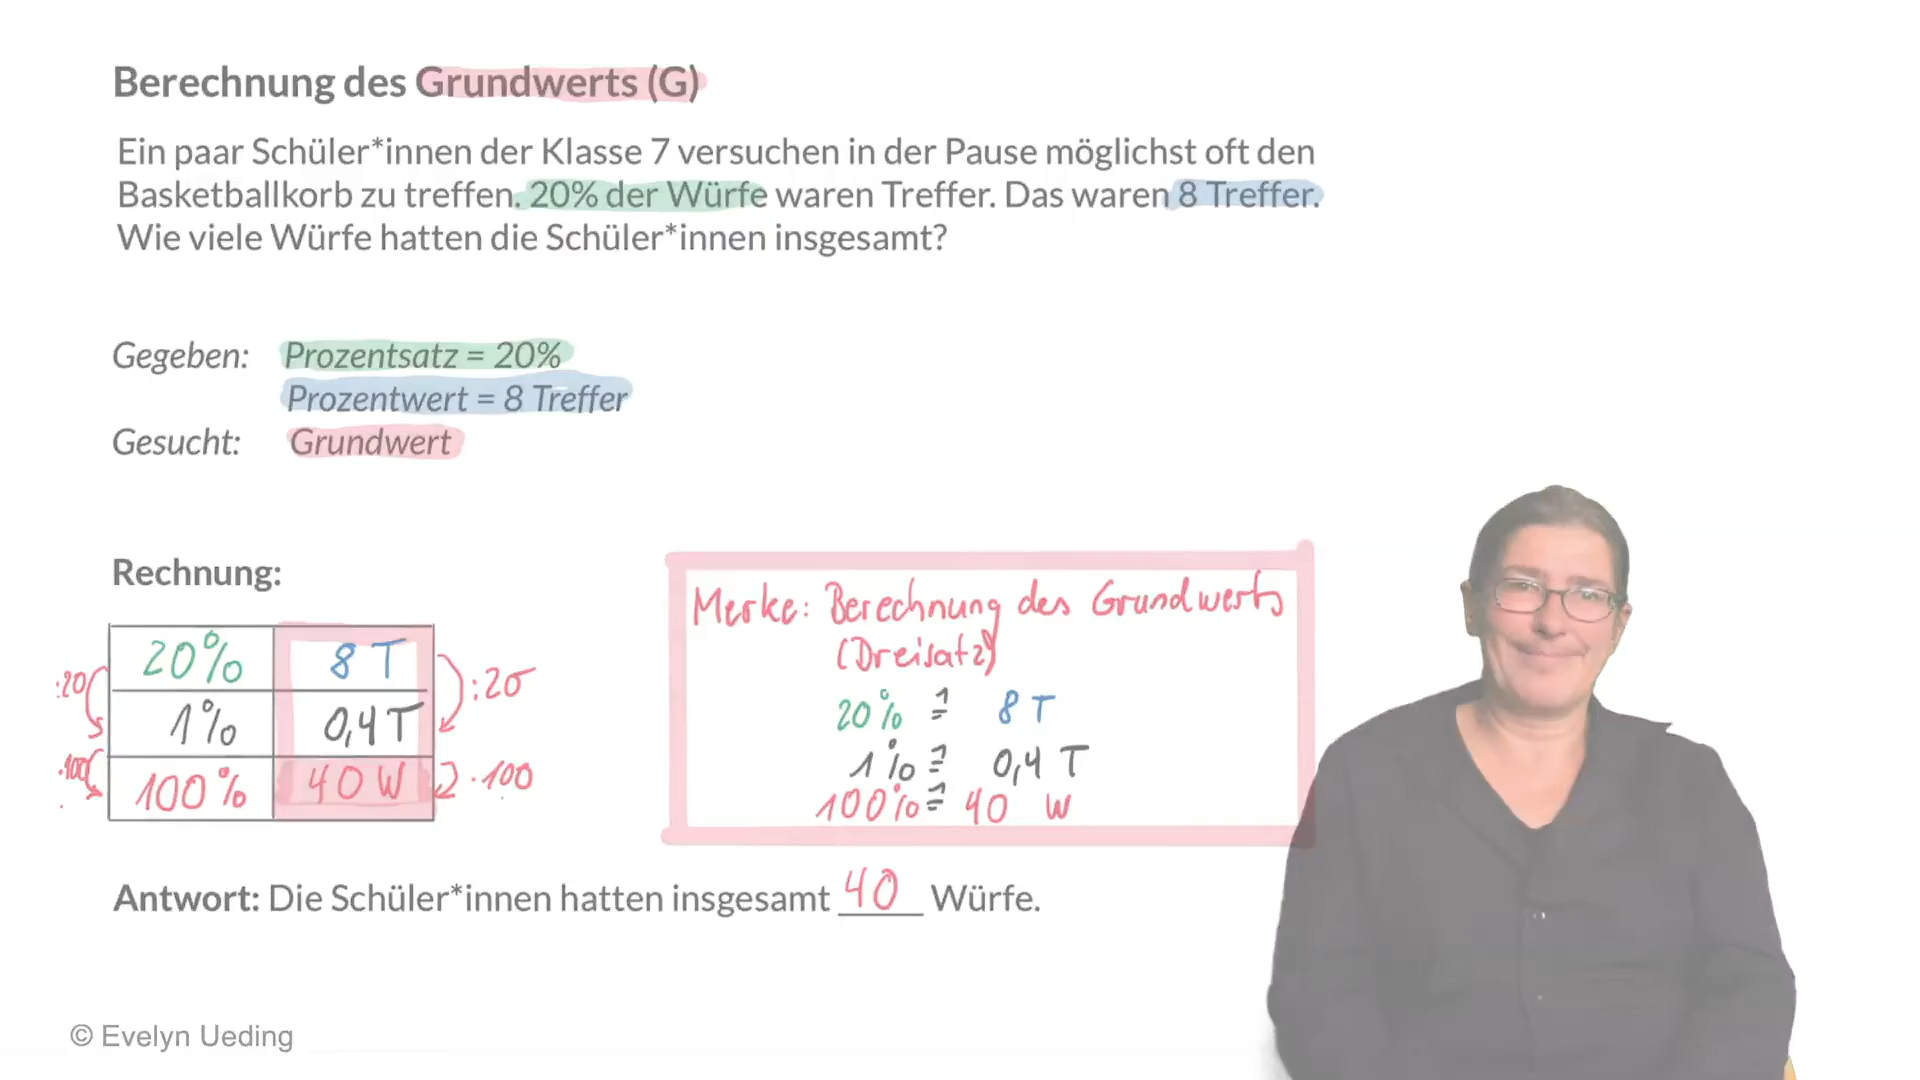 Berechnung des Grundwerts (G)
Ein paar Schüler*innen der Klasse 7 versuchen in der Pause möglichst oft den
Basketballkorb zu treffen. 20% der Würfe waren Treffer. Das waren 8 Treffer.
Wie viele Würfe hatten die Schüler*innen insgesamt?
Gegeben: Prozentsatz = 20%
Prozentwert = 8 Treffer
Gesucht: Grundwert
Rechnung:
20% 8 T
:20 :20
1% 0,4 T
·100 ·100
100% 40 W
Merke: Berechnung des Grundwerts
(Dreisatz)
20% ≙ 8 T
1% ≙ 0,4 T
100% ≙ 40 W
Antwort: Die Schüler*innen hatten insgesamt 40 Würfe.
© Evelyn Ueding